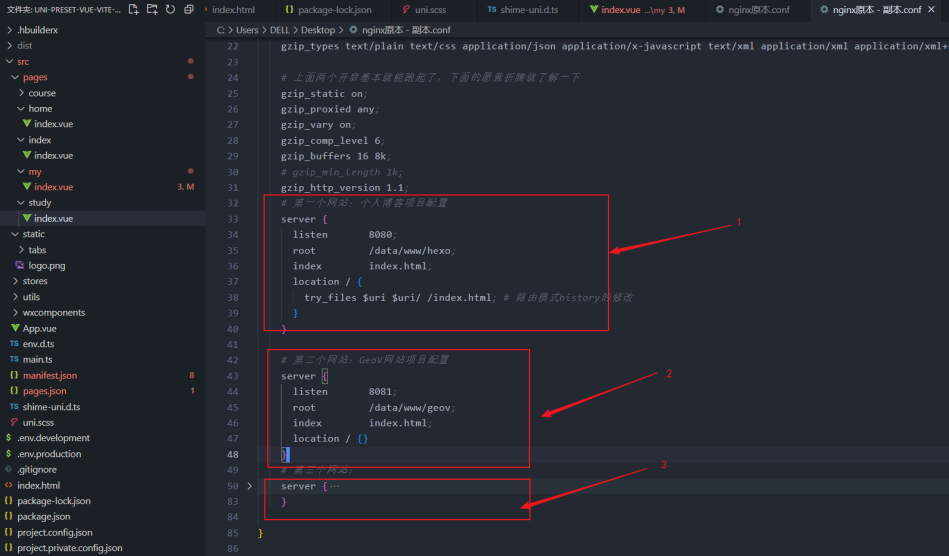 文件夹: UNI-PRESET-VUE-VITE-...
index.html
package-lock.json
uni.scss
TS shime-uni.d.ts
index.vue ...\my 3, M
nginx原本.conf
nginx原本 - 副本.conf
C: > Users > DELL > Desktop > nginx原本 - 副本.conf
.hbuilderx
dist
src
pages
course
home
index.vue
index
index.vue
my
index.vue 3, M
study
index.vue
static
tabs
logo.png
stores
utils
wxcomponents
App.vue
TS env.d.ts
TS main.ts
{} manifest.json 8
{} pages.json 1
TS shime-uni.d.ts
uni.scss
$ .env.development
$ .env.production
.gitignore
<> index.html
{} package-lock.json
{} package.json
{} project.config.json
{} project.private.config.json
22 gzip_types text/plain text/css application/json application/x-javascript text/xml application/xml application/xml+
23
24 # 上面两个开启基本就能跑起了，下面的愿意折腾就了解一下
25 gzip_static on;
26 gzip_proxied any;
27 gzip_vary on;
28 gzip_comp_level 6;
29 gzip_buffers 16 8k;
30 # gzip_min_length 1k;
31 gzip_http_version 1.1;
32 # 第一个网站：个人博客项目配置
33 server {
34 listen 8080;
35 root /data/www/hexo;
36 index index.html;
37 location / {
38 try_files $uri $uri/ /index.html; # 路由模式history的修改
39 }
40 }
41
42 # 第二个网站：GeoV网站项目配置
43 server {
44 listen 8081;
45 root /data/www/geov;
46 index index.html;
47 location / {}
48 }
49 # 第三个网站：
50 server { ...
83 }
84
85 }
86
1
2
3